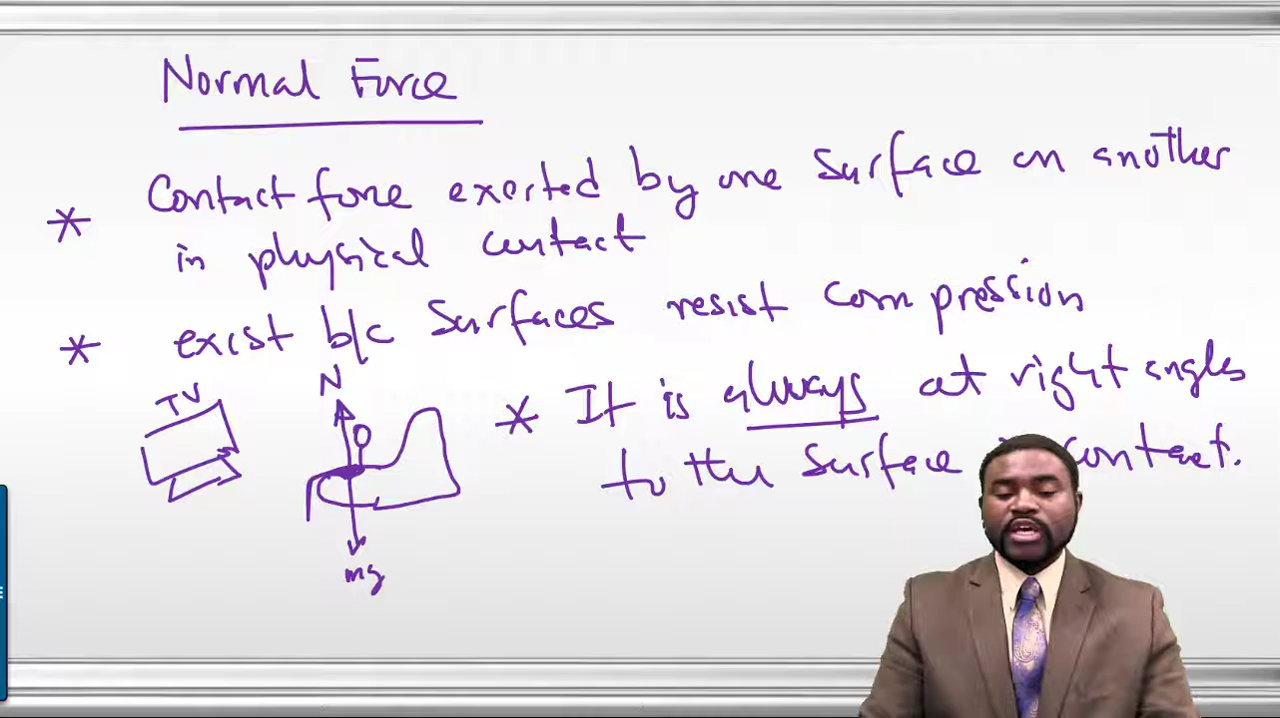 Normal Force
* Contact force exerted by one surface on another
in physical contact
* exist b/c surfaces resist compression
TV
N
mg
* It is always at right angles
to the surface contact.